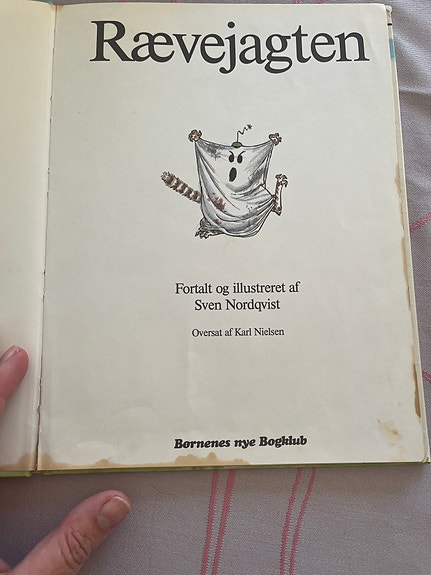 Rævejagten
Fortalt og illustreret af
Sven Nordqvist
Oversat af Karl Nielsen
Børnenes nye Bogklub